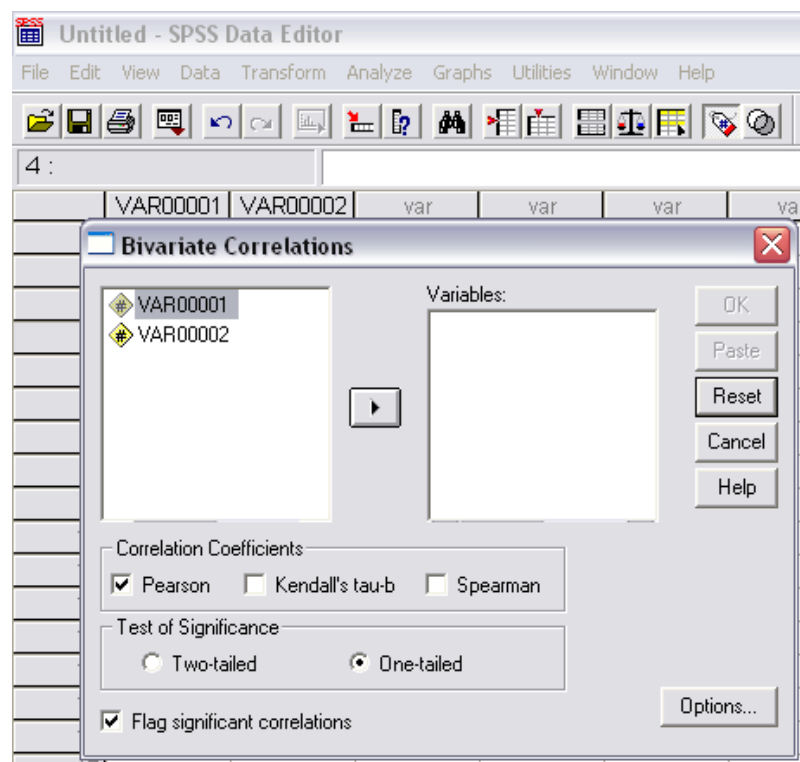 SPSS
Untitled - SPSS Data Editor
File Edit View Data Transform Analyze Graphs Utilities Window Help
4 :
VAR00001 VAR00002 var var var va
Bivariate Correlations
VAR00001
VAR00002
Variables:
OK
Paste
Reset
Cancel
Help
Correlation Coefficients
Pearson Kendall's tau-b Spearman
Test of Significance
Two-tailed One-tailed
Flag significant correlations
Options...